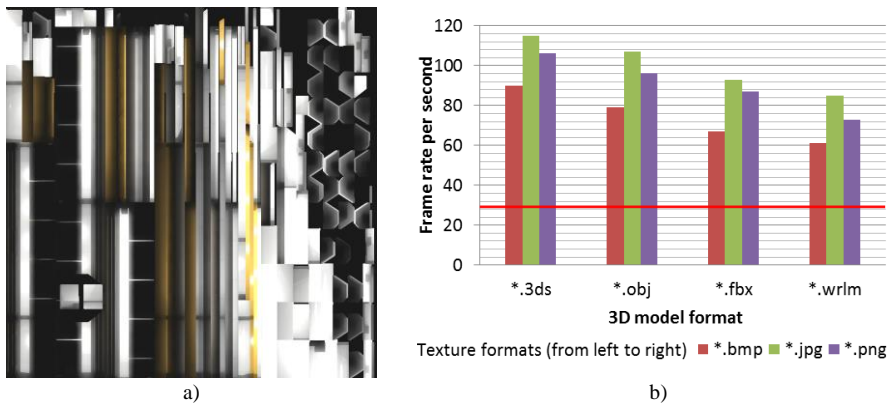 120
100
80
60
40
20
0
Frame rate per second
*.3ds *.obj *.fbx *.wrlm
3D model format
Texture formats (from left to right) *.bmp *.jpg *.png
a) b)